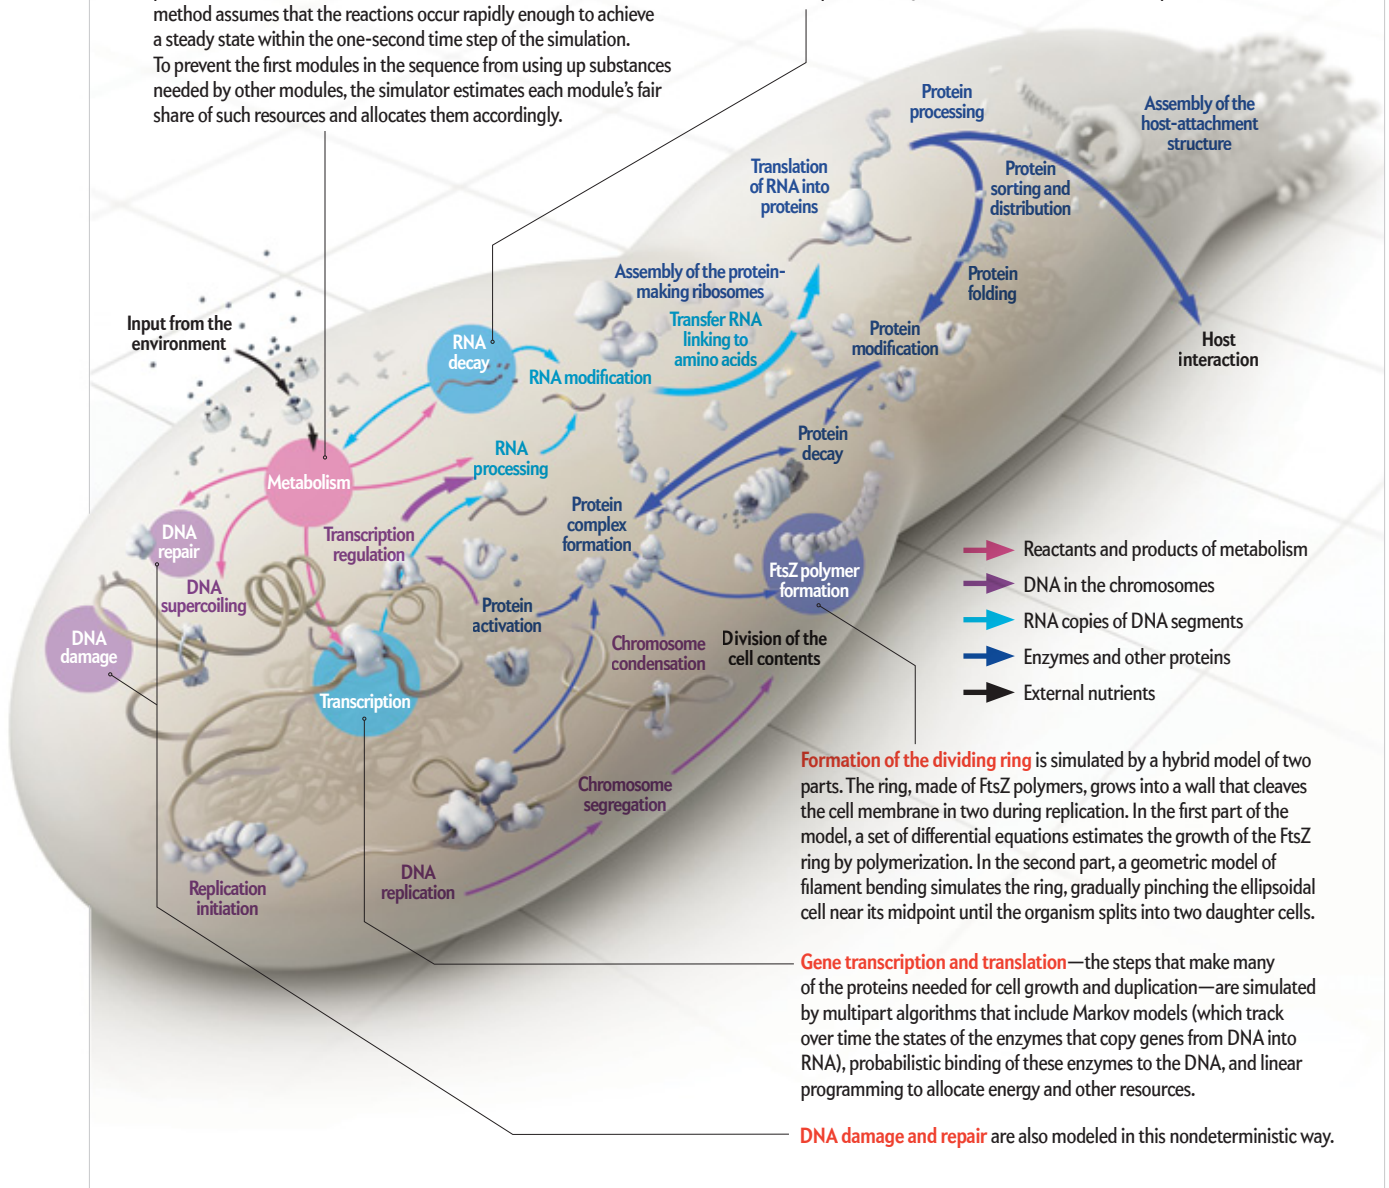 method assumes that the reactions occur rapidly enough to achieve
a steady state within the one-second time step of the simulation.
To prevent the first modules in the sequence from using up substances
needed by other modules, the simulator estimates each module's fair
share of such resources and allocates them accordingly.
Protein
processing
Assembly of the
host-attachment
structure
Translation
of RNA into
proteins
Protein
sorting and
distribution
Assembly of the protein-
making ribosomes
Protein
folding
Transfer RNA
linking to
amino acids
Input from the
environment
RNA
decay
RNA modification
Protein
modification
Host
interaction
RNA
processing
Protein
decay
Metabolism
Protein
complex
formation
Transcription
regulation
DNA
repair
DNA
supercoiling
FtsZ polymer
formation
Protein
activation
DNA
damage
Chromosome
condensation
Division of the
cell contents
Transcription
Chromosome
segregation
DNA
replication
Replication
initiation
Reactants and products of metabolism
DNA in the chromosomes
RNA copies of DNA segments
Enzymes and other proteins
External nutrients
Formation of the dividing ring is simulated by a hybrid model of two
parts. The ring, made of FtsZ polymers, grows into a wall that cleaves
the cell membrane in two during replication. In the first part of the
model, a set of differential equations estimates the growth of the FtsZ
ring by polymerization. In the second part, a geometric model of
filament bending simulates the ring, gradually pinching the ellipsoidal
cell near its midpoint until the organism splits into two daughter cells.
Gene transcription and translation—the steps that make many
of the proteins needed for cell growth and duplication—are simulated
by multipart algorithms that include Markov models (which track
over time the states of the enzymes that copy genes from DNA into
RNA), probabilistic binding of these enzymes to the DNA, and linear
programming to allocate energy and other resources.
DNA damage and repair are also modeled in this nondeterministic way.